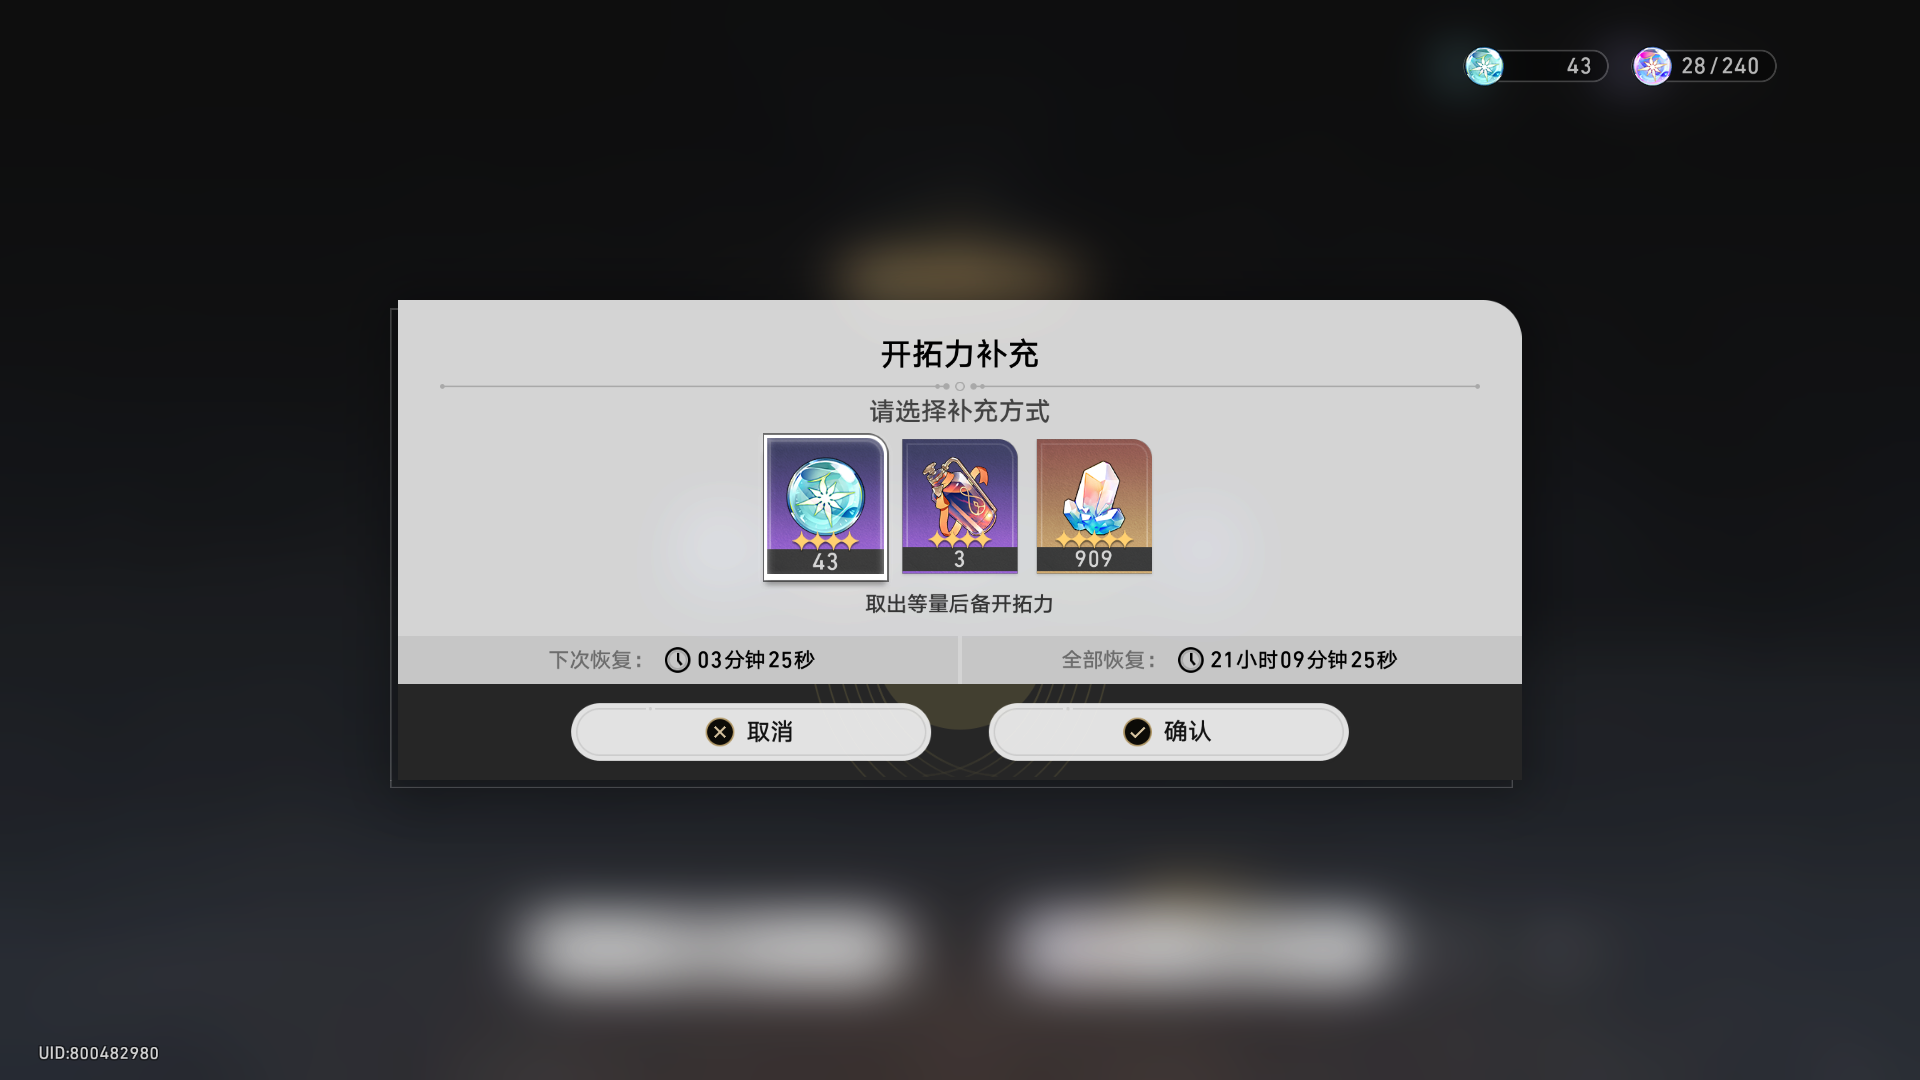 43
28/240
开拓力补充
请选择补充方式
43
3
909
取出等量后备开拓力
下次恢复: 03分钟25秒
全部恢复: 21小时09分钟25秒
取消
确认
UID:800482980